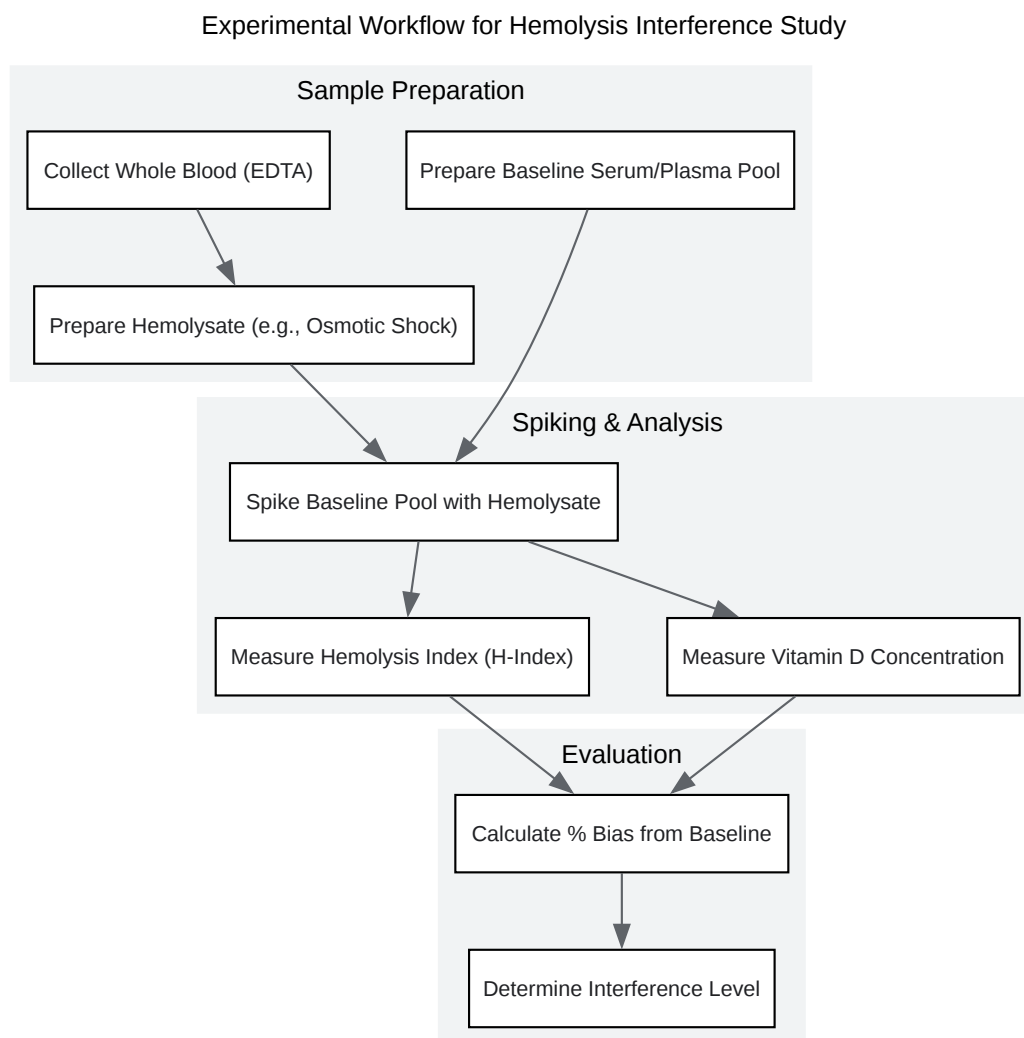 Experimental Workflow for Hemolysis Interference Study
Sample Preparation
Collect Whole Blood (EDTA)
Prepare Baseline Serum/Plasma Pool
Prepare Hemolysate (e.g., Osmotic Shock)
Spiking & Analysis
Spike Baseline Pool with Hemolysate
Measure Hemolysis Index (H-Index)
Measure Vitamin D Concentration
Evaluation
Calculate % Bias from Baseline
Determine Interference Level